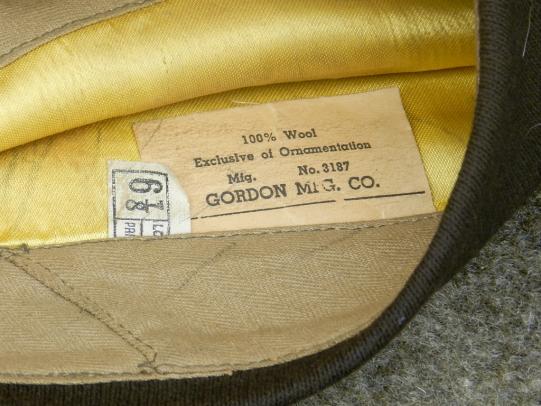 100% Wool
Exclusive of Ornamentation
Mfg. No. 3187
GORDON MFG. CO.
6 7/8